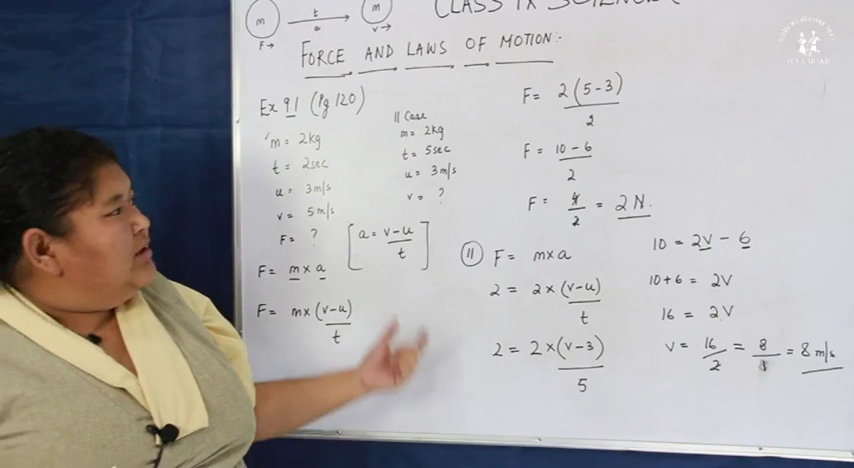 m
t
a
m
F→
v→
CLASS IX SCIENCE
FORCE AND LAWS OF MOTION:-
Ex 9.1 (Pg 120)
m = 2kg
t = 2sec
u = 3m/s
v = 5m/s
F = ?
F = m x a
F = m x (v-u)
t
II Case
m = 2kg
t = 5sec
u = 3m/s
v = ?
[a = v-u]
t
F = 2(5-3)
2
F = 10-6
2
F = 4 = 2N.
2
II F = m x a
2 = 2 x (v-u)
t
2 = 2 x (v-3)
5
10 = 2v - 6
10+6 = 2V
16 = 2V
v = 16 = 8 = 8m/s
2 1